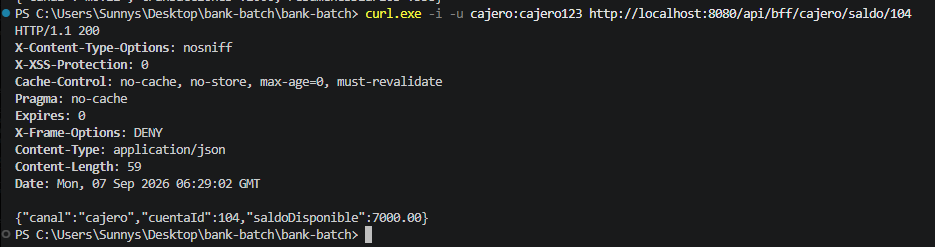 PS C:\Users\Sunnys\Desktop\bank-batch\bank-batch> curl.exe -i -u cajero:cajero123 http://localhost:8080/api/bff/cajero/saldo/104
HTTP/1.1 200
X-Content-Type-Options: nosniff
X-XSS-Protection: 0
Cache-Control: no-cache, no-store, max-age=0, must-revalidate
Pragma: no-cache
Expires: 0
X-Frame-Options: DENY
Content-Type: application/json
Content-Length: 59
Date: Mon, 07 Sep 2026 06:29:02 GMT

{"canal":"cajero","cuentaId":104,"saldoDisponible":7000.00}
PS C:\Users\Sunnys\Desktop\bank-batch\bank-batch>